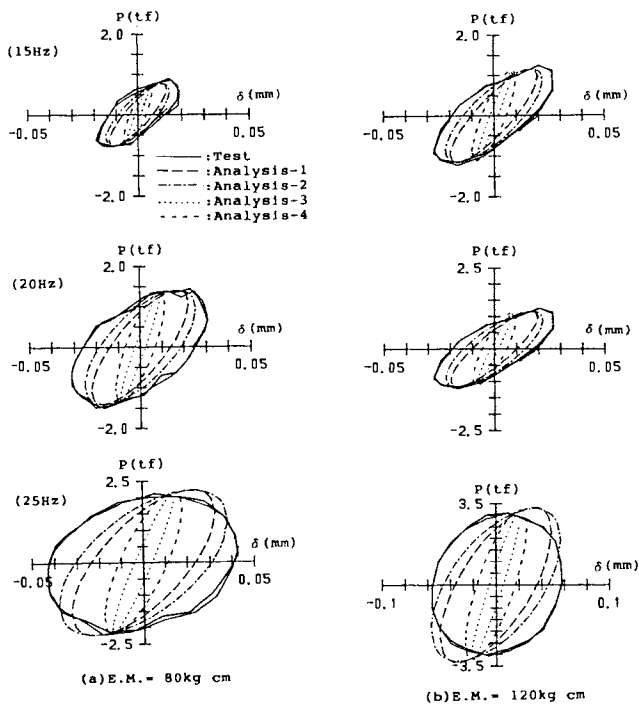 P(tf)
2.0
(15Hz)
δ(mm)
-0.05
0.05
-2.0
———:Test
— — —:Analysis-1
—·—·—:Analysis-2
········:Analysis-3
- - - - -:Analysis-4
P(tf)
2.0
δ(mm)
-0.05
0.05
-2.0
P(tf)
2.0
(20Hz)
δ(mm)
-0.05
0.05
-2.0
P(tf)
2.5
δ(mm)
-0.05
0.05
-2.5
P(tf)
2.5
(25Hz)
δ(mm)
-0.05
0.05
-2.5
P(tf)
3.5
δ(mm)
-0.1
0.1
-3.5
(a)E.M.= 80kg cm
(b)E.M.= 120kg cm